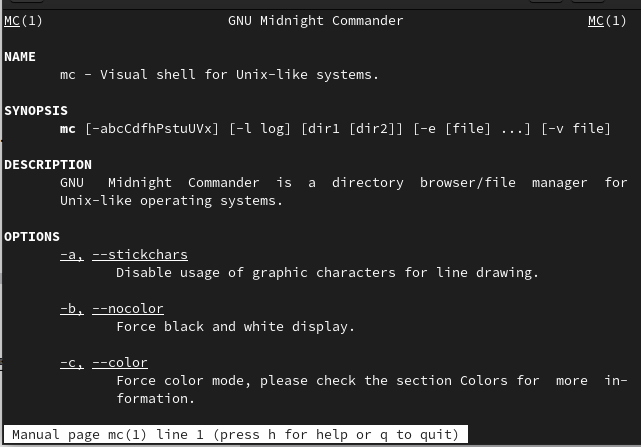 MC(1) GNU Midnight Commander MC(1)
NAME
mc - Visual shell for Unix-like systems.
SYNOPSIS
mc [-abcCdfhPstuUVx] [-l log] [dir1 [dir2]] [-e [file] ...] [-v file]
DESCRIPTION
GNU Midnight Commander is a directory browser/file manager for
Unix-like operating systems.
OPTIONS
-a, --stickchars
Disable usage of graphic characters for line drawing.
-b, --nocolor
Force black and white display.
-c, --color
Force color mode, please check the section Colors for more in-
formation.
Manual page mc(1) line 1 (press h for help or q to quit)